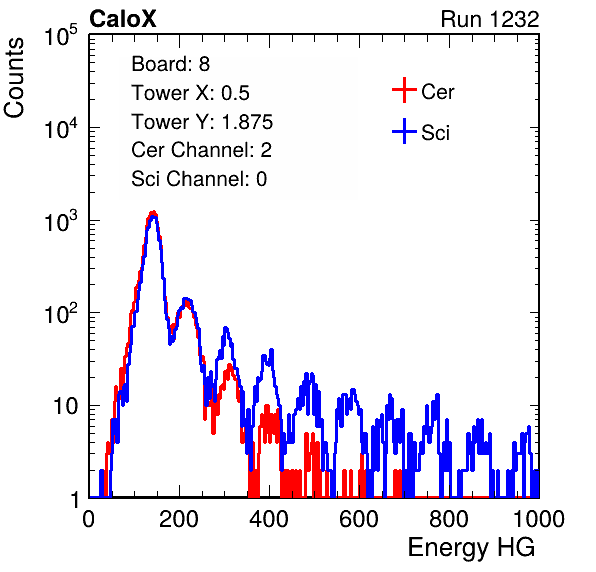 CaloX Run 1232
Counts
10^5
10^4
10^3
10^2
10
1
Board: 8
Tower X: 0.5
Tower Y: 1.875
Cer Channel: 2
Sci Channel: 0
Cer
Sci
0 200 400 600 800 1000
Energy HG